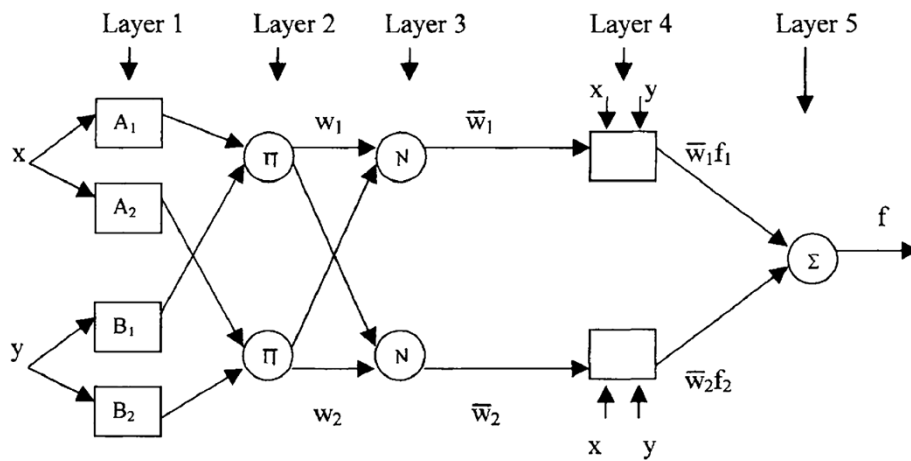 Layer 1 Layer 2 Layer 3 Layer 4 Layer 5
x y
A₁ w₁ w̅₁
Π N w̅₁f₁
x
A₂ f
Σ
B₁
y Π N
w̅₂f₂
B₂ w₂ w̅₂
x y